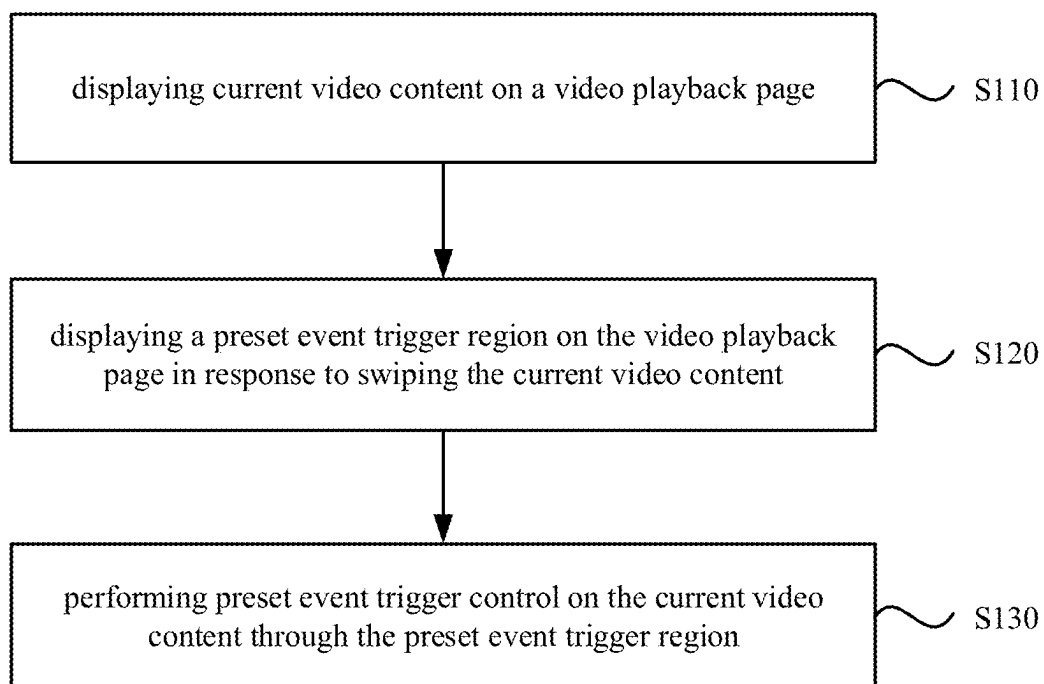 displaying current video content on a video playback page
S110
displaying a preset event trigger region on the video playback
page in response to swiping the current video content
S120
performing preset event trigger control on the current video
content through the preset event trigger region
S130